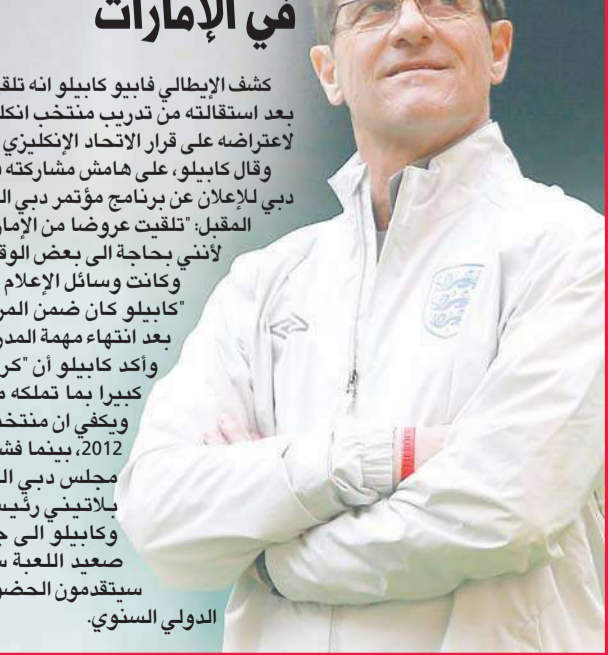 في الإمارات
كشف الإيطالي فابيو كابيلو انه تلقى
بعد استقالته من تدريب منتخب انكل
لاعتراضه على قرار الاتحاد الإنكليزي
وقال كابيلو، على هامش مشاركته
دبي للإعلان عن برنامج مؤتمر دبي ال
المقبل: "تلقيت عروضا من الإمار
لأنني بحاجة الى بعض الوق
وكانت وسائل الإعلام
"كابيلو كان ضمن المر
بعد انتهاء مهمة المدر
وأكد كابيلو أن "كر
كبيرا بما تملكه م
ويكفي ان منتخب
2012، بينما فش
مجلس دبي ال
بلاتيني رئيس
وكابيلو الى ج
صعيد اللعبة س
سيتقدمون الحضو
الدولي السنوي.